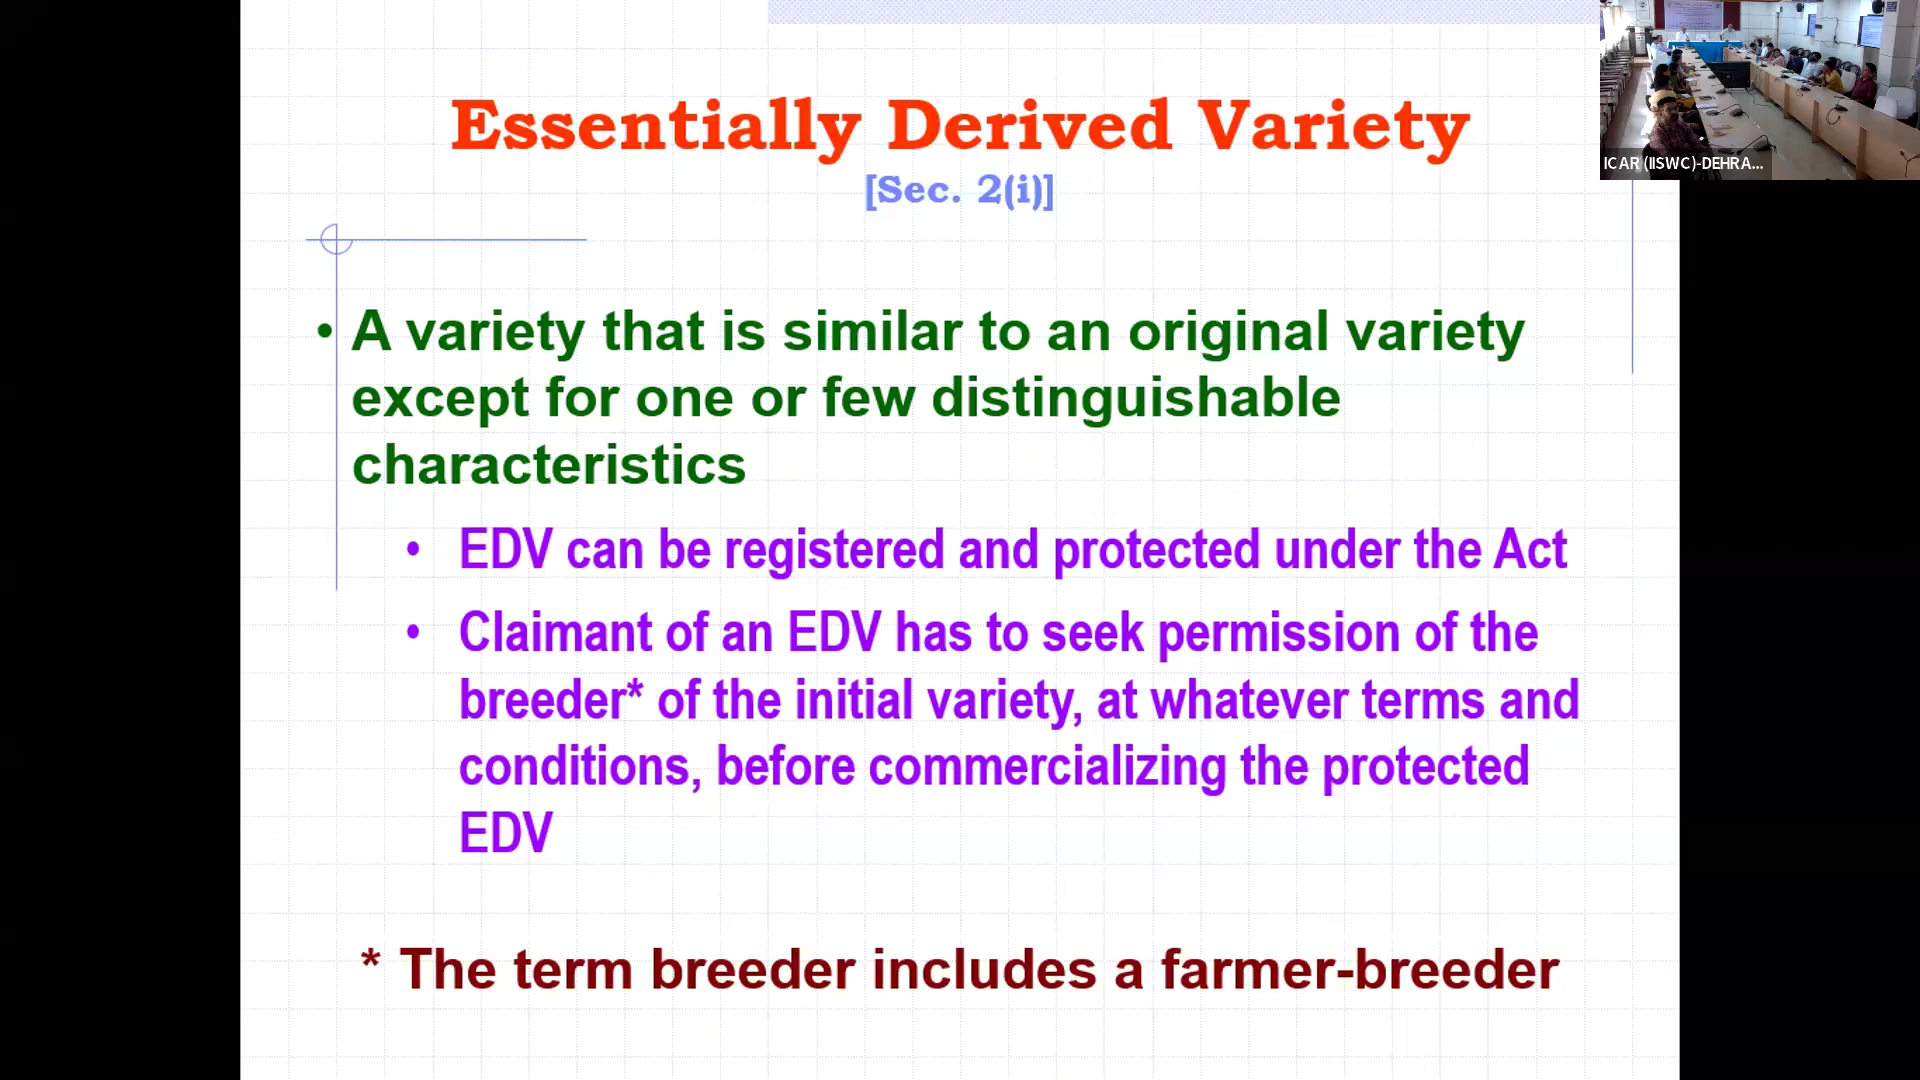 Essentially Derived Variety
[Sec. 2(i)]
ICAR (IISWC)-DEHRA...
• A variety that is similar to an original variety
except for one or few distinguishable
characteristics
• EDV can be registered and protected under the Act
• Claimant of an EDV has to seek permission of the
breeder* of the initial variety, at whatever terms and
conditions, before commercializing the protected
EDV
* The term breeder includes a farmer-breeder